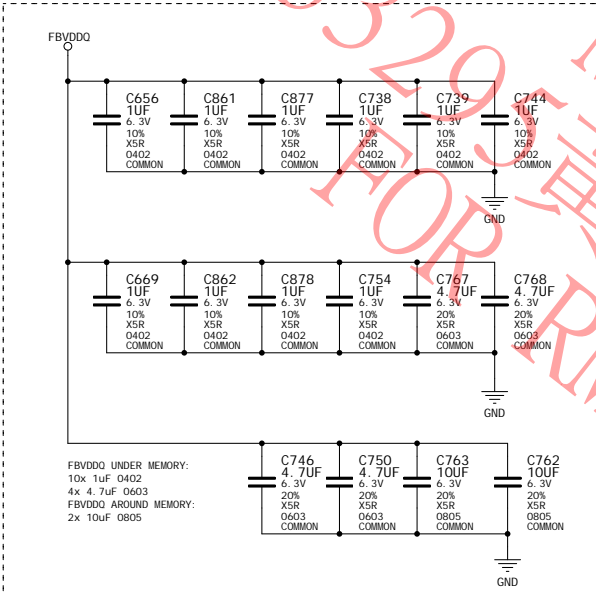 FBVDDQ
C656
1UF
6.3V
10%
X5R
0402
COMMON
C861
1UF
6.3V
10%
X5R
0402
COMMON
C877
1UF
6.3V
10%
X5R
0402
COMMON
C738
1UF
6.3V
10%
X5R
0402
COMMON
C739
1UF
6.3V
10%
X5R
0402
COMMON
C744
1UF
6.3V
10%
X5R
0402
COMMON
GND
C669
1UF
6.3V
10%
X5R
0402
COMMON
C862
1UF
6.3V
10%
X5R
0402
COMMON
C878
1UF
6.3V
10%
X5R
0402
COMMON
C754
1UF
6.3V
10%
X5R
0402
COMMON
C767
4.7UF
6.3V
20%
X5R
0603
COMMON
C768
4.7UF
6.3V
20%
X5R
0603
COMMON
GND
FBVDDQ UNDER MEMORY:
10x 1uF 0402
4x 4.7uF 0603
FBVDDQ AROUND MEMORY:
2x 10uF 0805
C746
4.7UF
6.3V
20%
X5R
0603
COMMON
C750
4.7UF
6.3V
20%
X5R
0603
COMMON
C763
10UF
6.3V
20%
X5R
0805
COMMON
C762
10UF
6.3V
20%
X5R
0805
COMMON
GND
03295黄
FOR RM